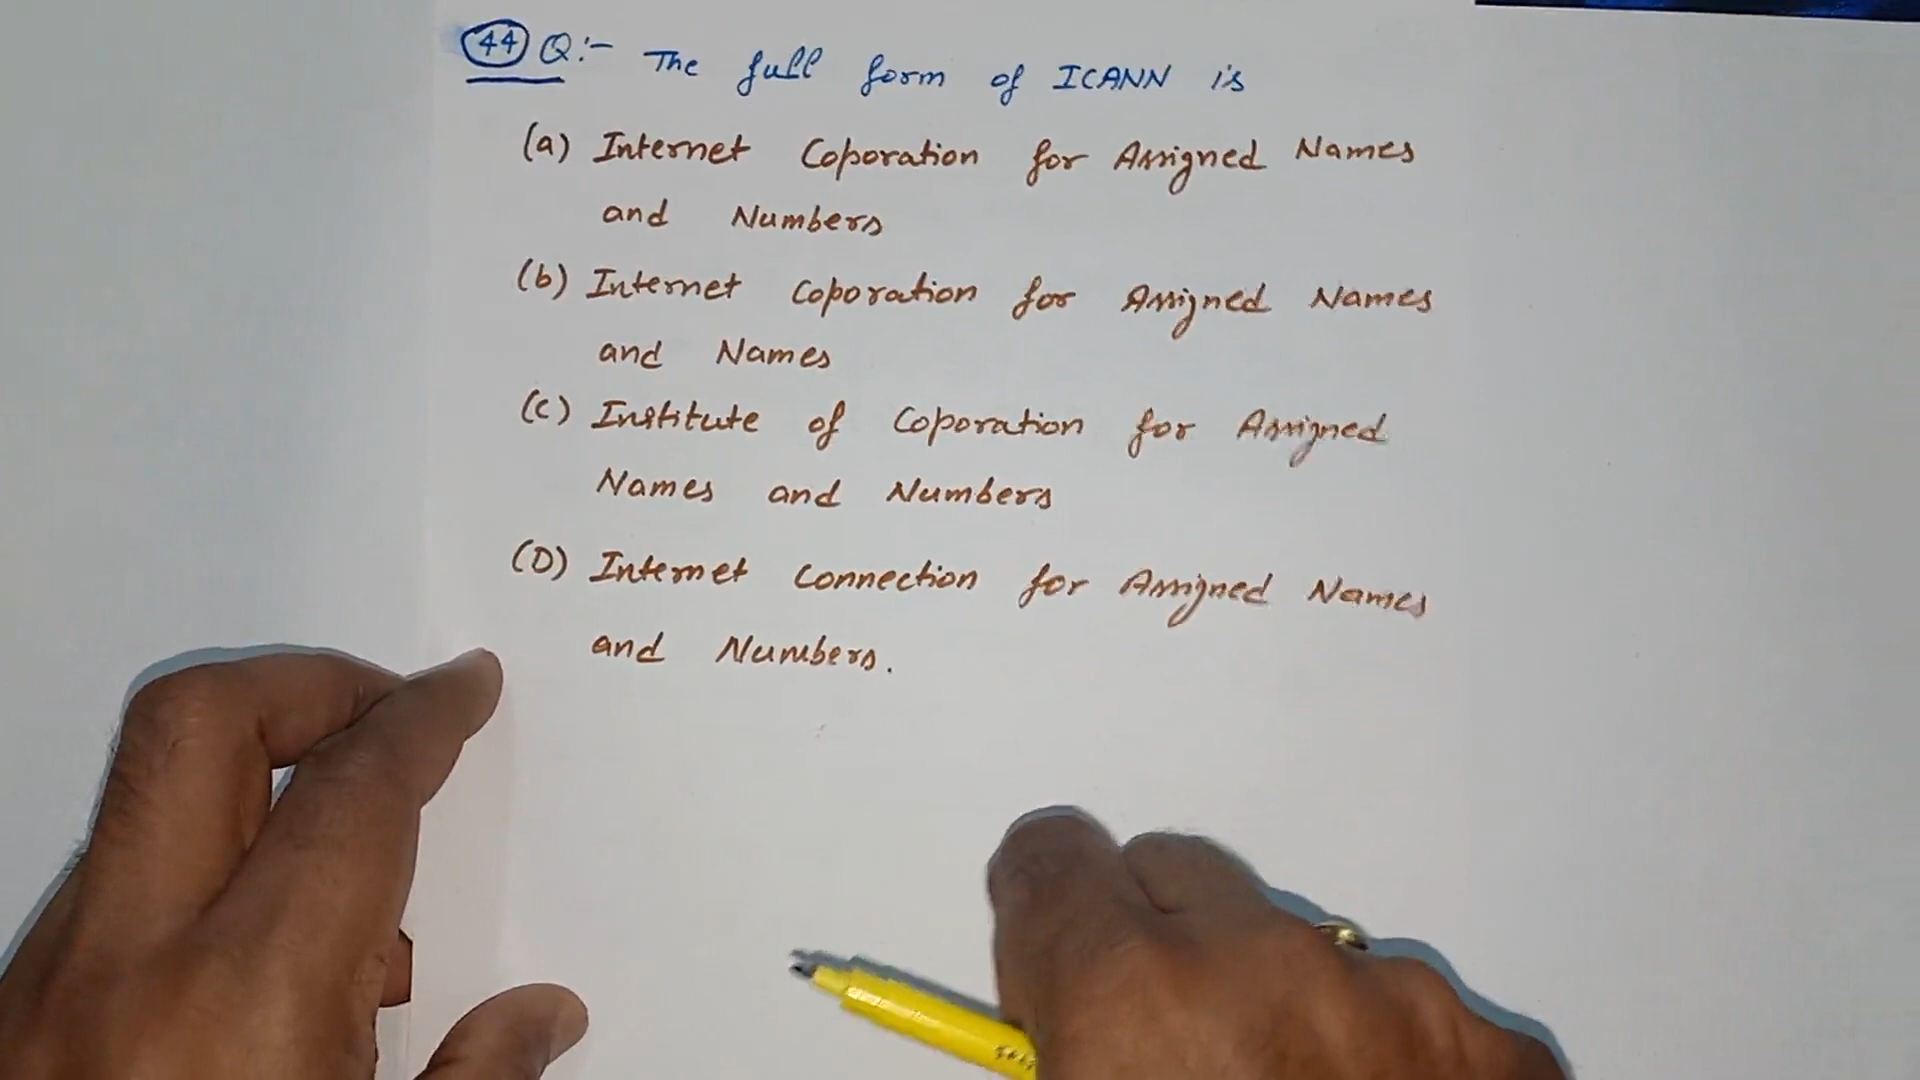 44 Q:- The full form of ICANN is
(a) Internet Coporation for Assigned Names
and Numbers
(b) Internet Coporation for Assigned Names
and Names
(c) Institute of Coporation for Assigned
Names and Numbers
(D) Internet Connection for Assigned Names
and Numbers.